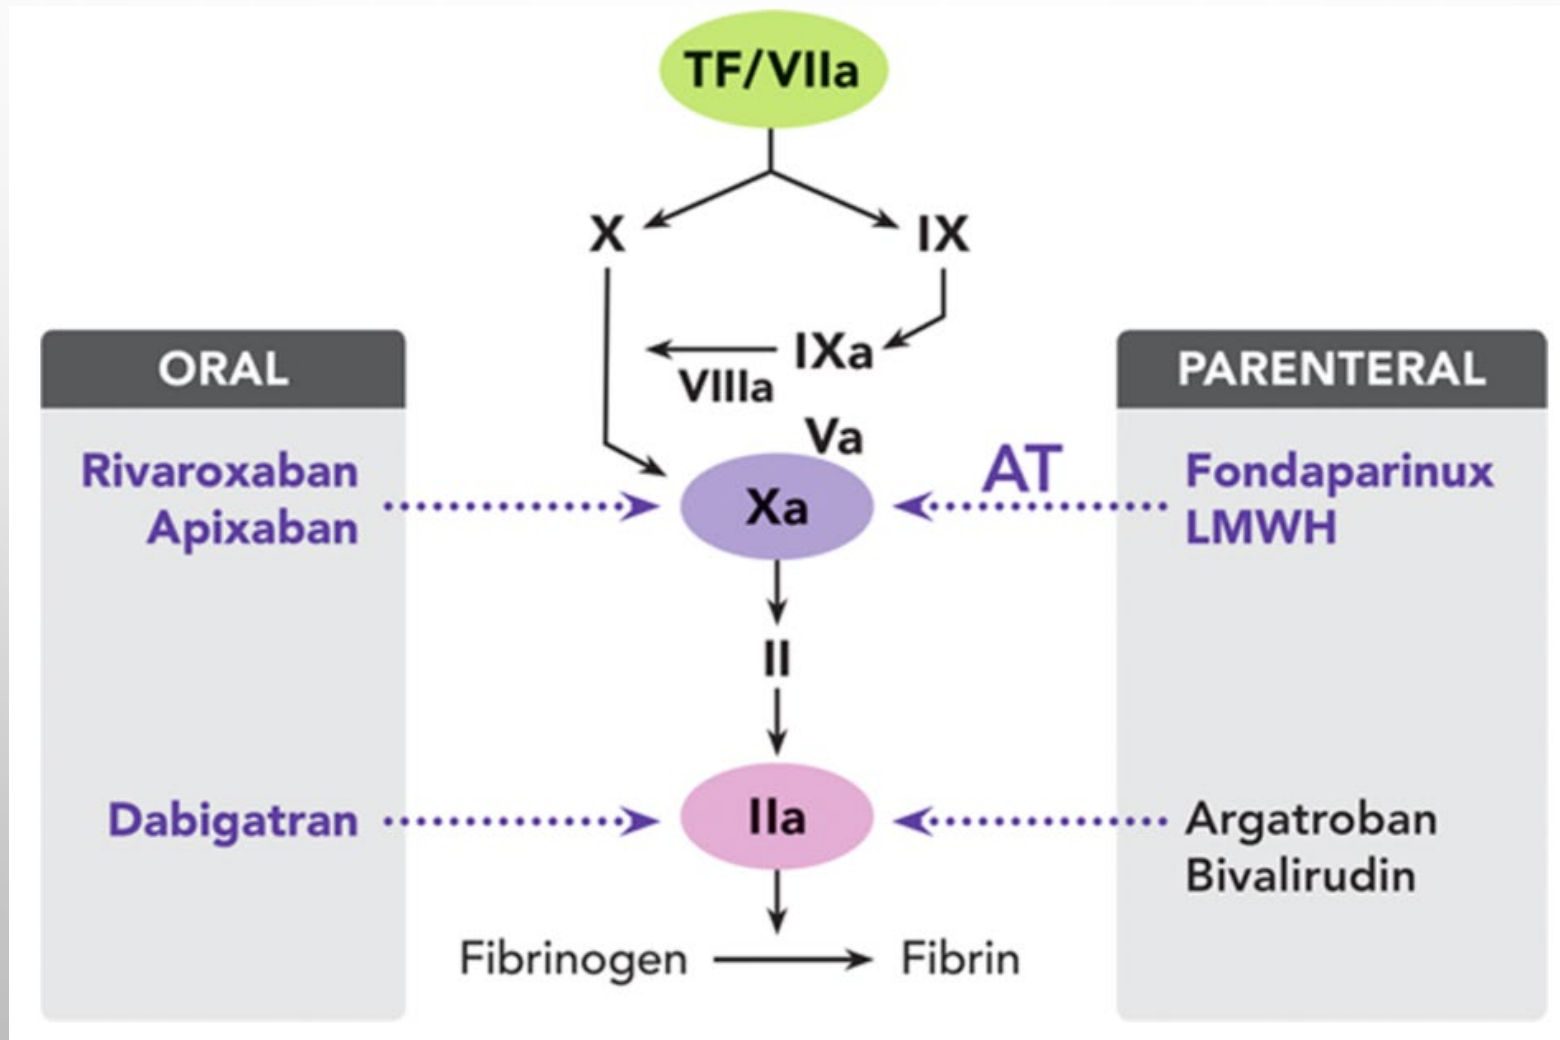 TF/VIIa
X
IX
IXa
VIIIa
Va
Xa
II
IIa
Fibrinogen
Fibrin
ORAL
Rivaroxaban
Apixaban
Dabigatran
PARENTERAL
AT
Fondaparinux
LMWH
Argatroban
Bivalirudin